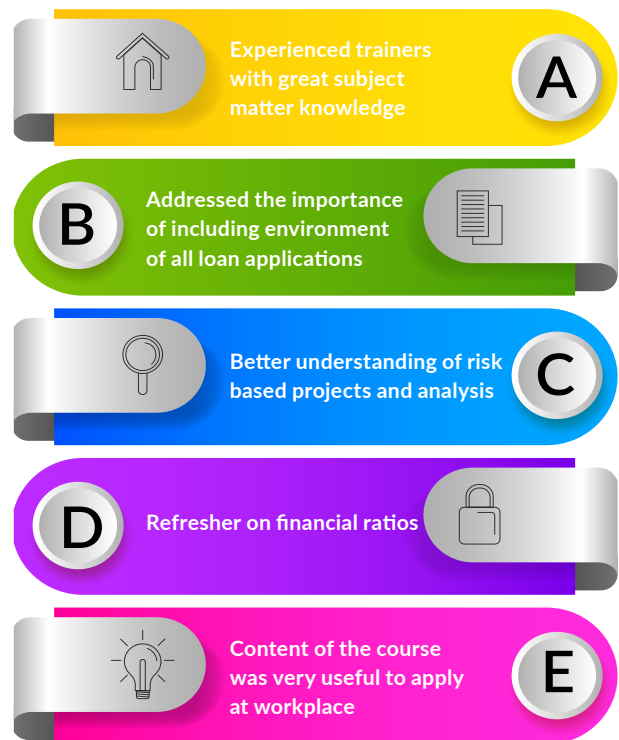 Experienced trainers
with great subject
matter knowledge
A
B
Addressed the importance
of including environment
of all loan applications
Better understanding of risk
based projects and analysis
C
D
Refresher on financial ratios
Content of the course
was very useful to apply
at workplace
E